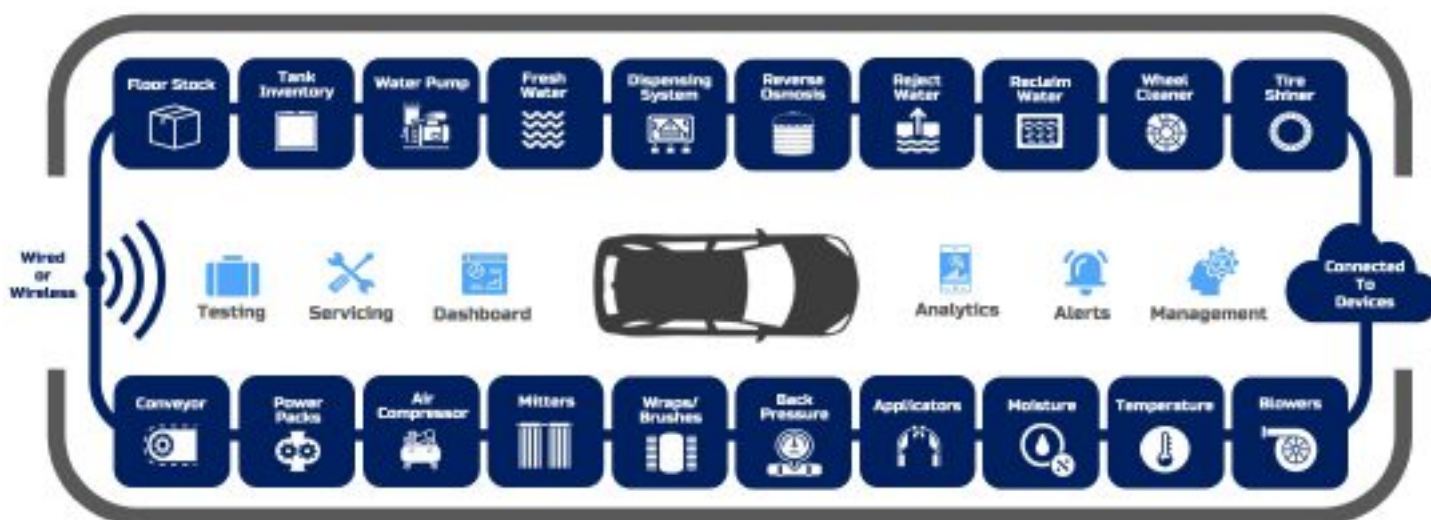 Floor Stock
Tank
Inventory
Water Pump
Fresh
Water
Dispensing
System
Reverse
Osmosis
Reject
Water
Reclaim
Water
Wheel
Cleaner
Tire
Shiner
Wired
or
Wireless
Testing
Servicing
Dashboard
Analytics
Alerts
Management
Connected
To
Devices
Conveyor
Power
Packs
Air
Compressor
Mitters
Wraps/
Brushes
Back
Pressure
Applicators
Moisture
Temperature
Blowers